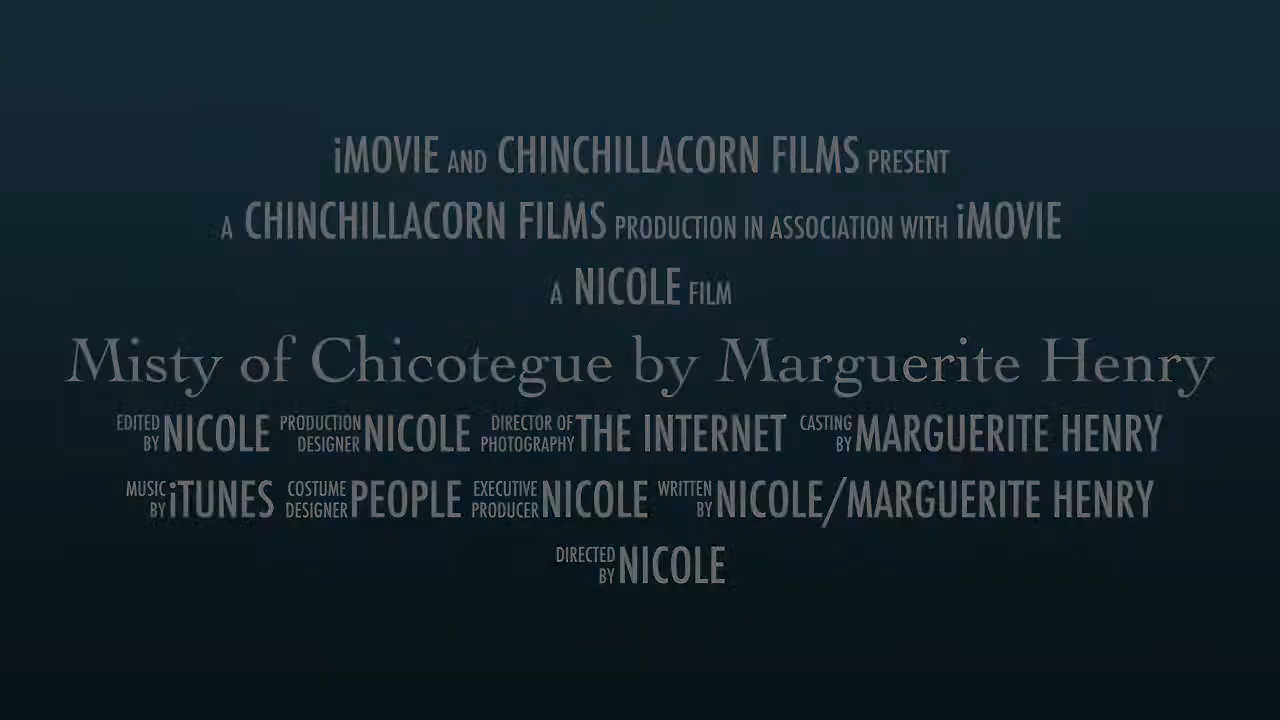 iMOVIE AND CHINCHILLACORN FILMS PRESENT
A CHINCHILLACORN FILMS PRODUCTION IN ASSOCIATION WITH iMOVIE
A NICOLE FILM
Misty of Chicotegue by Marguerite Henry
EDITED BY NICOLE PRODUCTION DESIGNER NICOLE DIRECTOR OF PHOTOGRAPHY THE INTERNET CASTING BY MARGUERITE HENRY
MUSIC BY iTUNES COSTUME DESIGNER PEOPLE EXECUTIVE PRODUCER NICOLE WRITTEN BY NICOLE/MARGUERITE HENRY
DIRECTED BY NICOLE